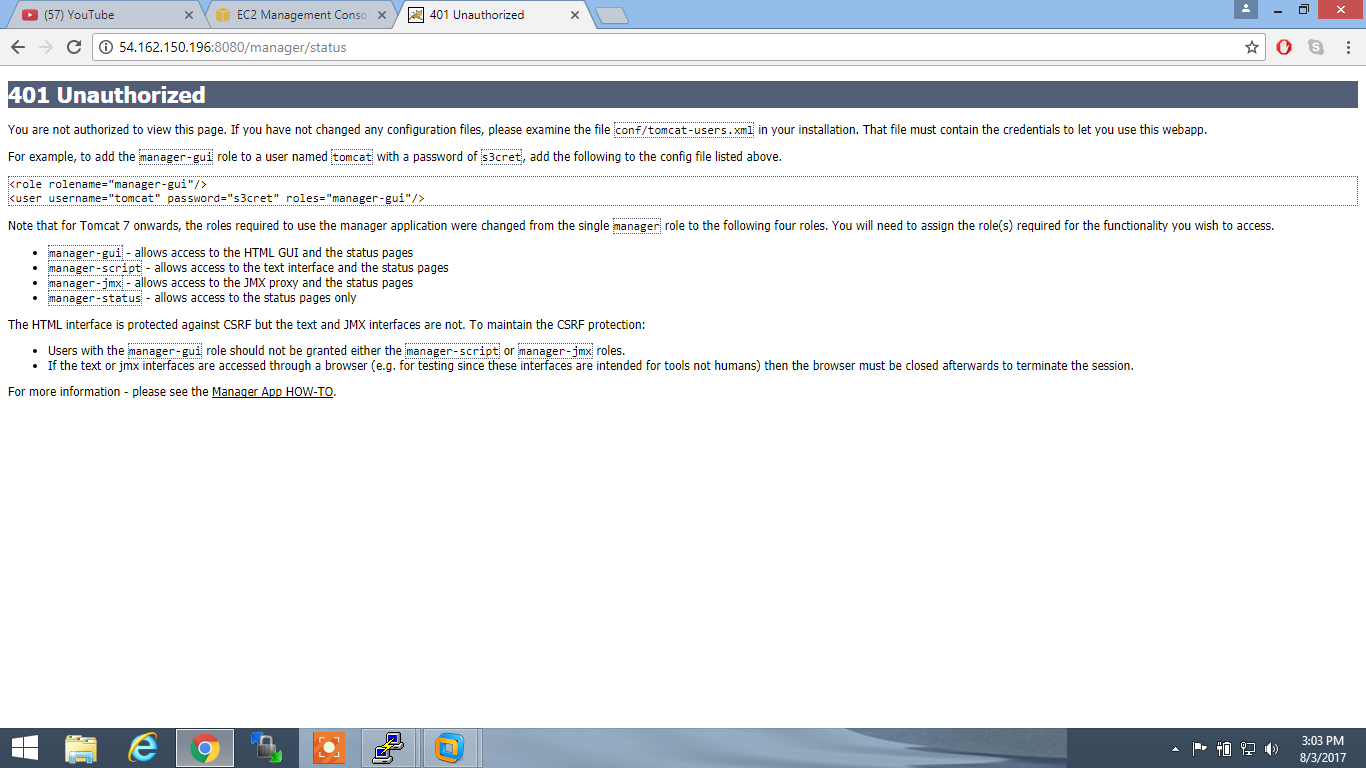 (57) YouTube
EC2 Management Conso
401 Unauthorized
54.162.150.196:8080/manager/status
401 Unauthorized
You are not authorized to view this page. If you have not changed any configuration files, please examine the file conf/tomcat-users.xml in your installation. That file must contain the credentials to let you use this webapp.
For example, to add the manager-gui role to a user named tomcat with a password of s3cret, add the following to the config file listed above.
<role rolename="manager-gui"/>
<user username="tomcat" password="s3cret" roles="manager-gui"/>
Note that for Tomcat 7 onwards, the roles required to use the manager application were changed from the single manager role to the following four roles. You will need to assign the role(s) required for the functionality you wish to access.
• manager-gui - allows access to the HTML GUI and the status pages
• manager-script - allows access to the text interface and the status pages
• manager-jmx - allows access to the JMX proxy and the status pages
• manager-status - allows access to the status pages only
The HTML interface is protected against CSRF but the text and JMX interfaces are not. To maintain the CSRF protection:
• Users with the manager-gui role should not be granted either the manager-script or manager-jmx roles.
• If the text or jmx interfaces are accessed through a browser (e.g. for testing since these interfaces are intended for tools not humans) then the browser must be closed afterwards to terminate the session.
For more information - please see the Manager App HOW-TO.
3:03 PM
8/3/2017